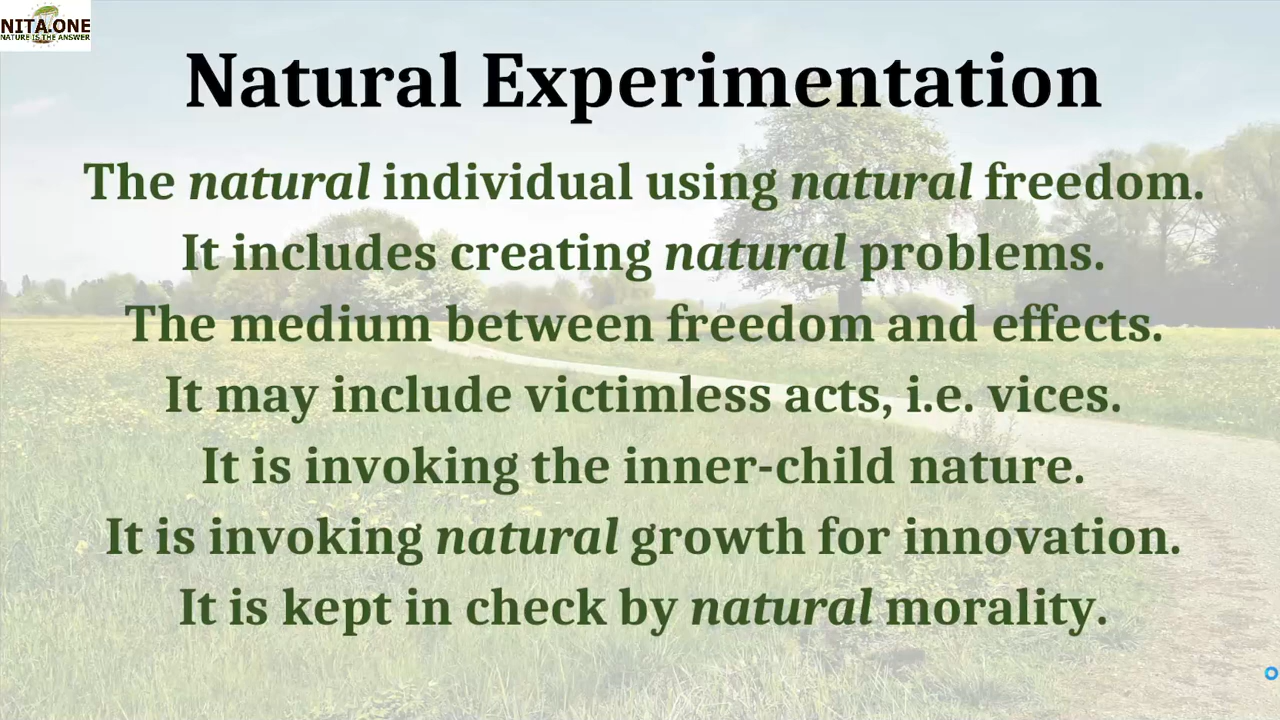 NITA.ONE
NATURE IS THE ANSWER
Natural Experimentation
The natural individual using natural freedom.
It includes creating natural problems.
The medium between freedom and effects.
It may include victimless acts, i.e. vices.
It is invoking the inner-child nature.
It is invoking natural growth for innovation.
It is kept in check by natural morality.